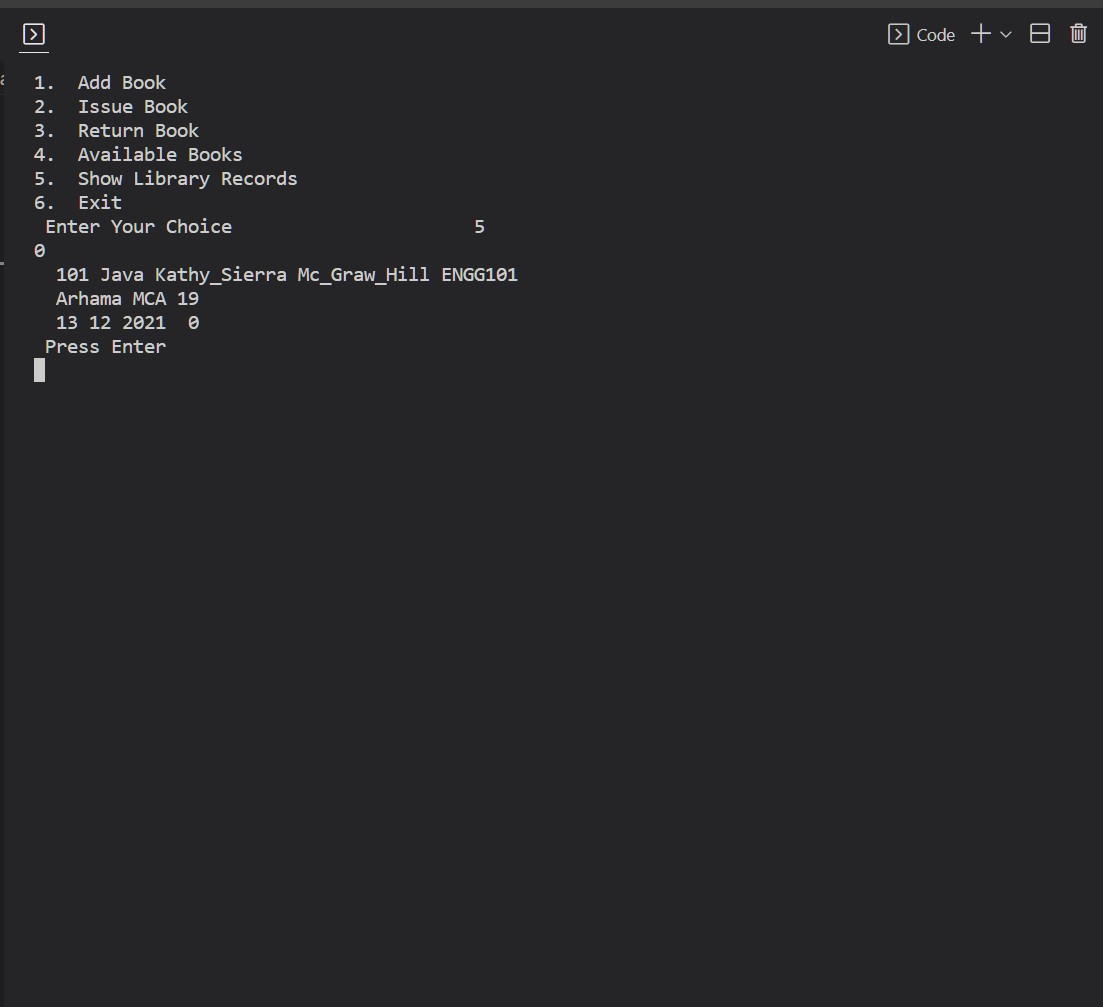 Code
1.  Add Book
2.  Issue Book
3.  Return Book
4.  Available Books
5.  Show Library Records
6.  Exit
Enter Your Choice                      5
0
101 Java Kathy_Sierra Mc_Graw_Hill ENGG101
Arhama MCA 19
13 12 2021  0
Press Enter